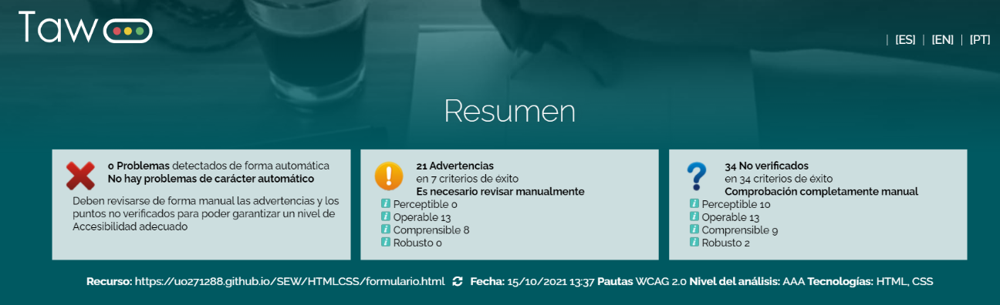 Taw
| [ES] | [EN] | [PT]
Resumen
0 Problemas detectados de forma automática
No hay problemas de carácter automático
Deben revisarse de forma manual las advertencias y los
puntos no verificados para poder garantizar un nivel de
Accesibilidad adecuado
21 Advertencias
en 7 criterios de éxito
Es necesario revisar manualmente
Perceptible 0
Operable 13
Comprensible 8
Robusto 0
34 No verificados
en 34 criterios de éxito
Comprobación completamente manual
Perceptible 10
Operable 13
Comprensible 9
Robusto 2
Recurso: https://uo271288.github.io/SEW/HTMLCSS/formulario.html Fecha: 15/10/2021 13:37 Pautas WCAG 2.0 Nivel del análisis: AAA Tecnologías: HTML, CSS